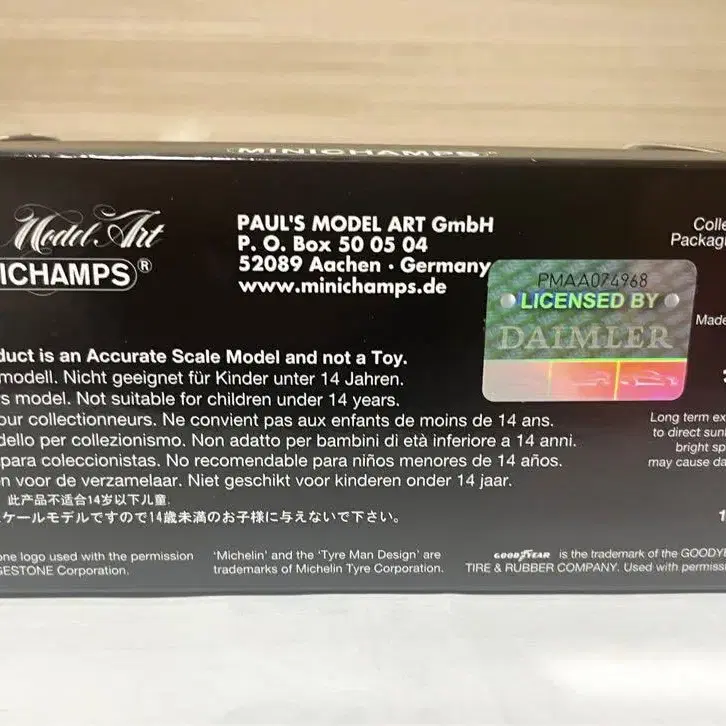 MINICHAMPS
Model Art
ICHAMPS®
PAUL'S MODEL ART GmbH
P. O. Box 50 05 04
52089 Aachen · Germany
www.minichamps.de
PMAA074968
LICENSED BY
DAIMLER
Colle
Packag
Made
duct is an Accurate Scale Model and not a Toy.
modell. Nicht geeignet für Kinder unter 14 Jahren.
s model. Not suitable for children under 14 years.
our collectionneurs. Ne convient pas aux enfants de moins de 14 ans.
dello per collezionismo. Non adatto per bambini di età inferiore a 14 anni.
para coleccionistas. No recomendable para niños menores de 14 años.
n voor de verzamelaar. Niet geschikt voor kinderen onder 14 jaar.
此产品不适合14岁以下儿童.
ケールモデルですので14歳未満のお子様に与えないで下さい。
Long term ex
to direct sun
bright sp
may cause da
one logo used with the permission
GESTONE Corporation.
'Michelin' and the 'Tyre Man Design' are
trademarks of Michelin Tyre Corporation.
GOODYEAR is the trademark of the GOODYE
TIRE & RUBBER COMPANY. Used with permiss